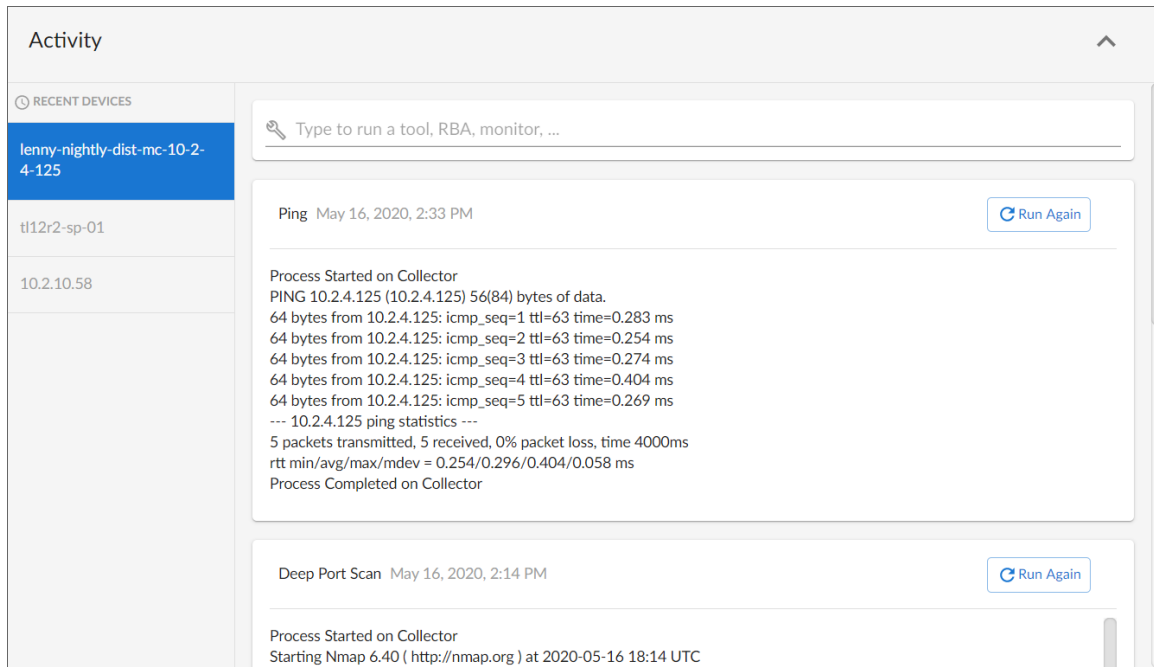 Activity
RECENT DEVICES
lenny-nightly-dist-mc-10-2-
4-125
tl12r2-sp-01
10.2.10.58
Type to run a tool, RBA, monitor, ...
Ping May 16, 2020, 2:33 PM
Run Again
Process Started on Collector
PING 10.2.4.125 (10.2.4.125) 56(84) bytes of data.
64 bytes from 10.2.4.125: icmp_seq=1 ttl=63 time=0.283 ms
64 bytes from 10.2.4.125: icmp_seq=2 ttl=63 time=0.254 ms
64 bytes from 10.2.4.125: icmp_seq=3 ttl=63 time=0.274 ms
64 bytes from 10.2.4.125: icmp_seq=4 ttl=63 time=0.404 ms
64 bytes from 10.2.4.125: icmp_seq=5 ttl=63 time=0.269 ms
--- 10.2.4.125 ping statistics ---
5 packets transmitted, 5 received, 0% packet loss, time 4000ms
rtt min/avg/max/mdev = 0.254/0.296/0.404/0.058 ms
Process Completed on Collector
Deep Port Scan May 16, 2020, 2:14 PM
Run Again
Process Started on Collector
Starting Nmap 6.40 ( http://nmap.org ) at 2020-05-16 18:14 UTC